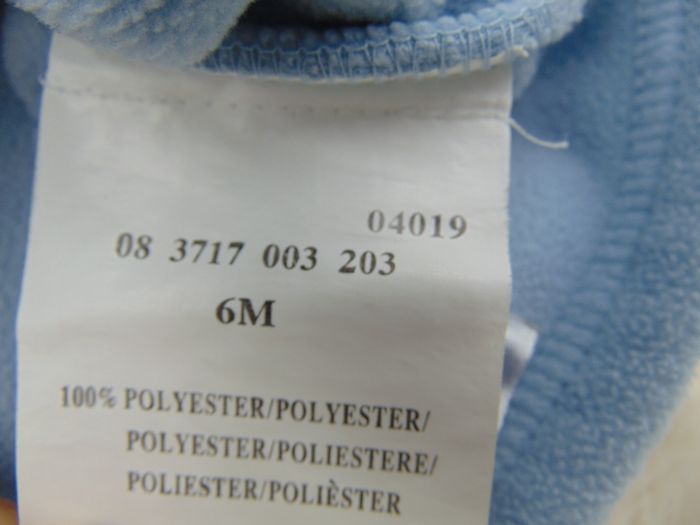 04019
08 3717 003 203
6M
100% POLYESTER/POLYESTER/
POLYESTER/POLIESTERE/
POLIESTER/POLIÈSTER